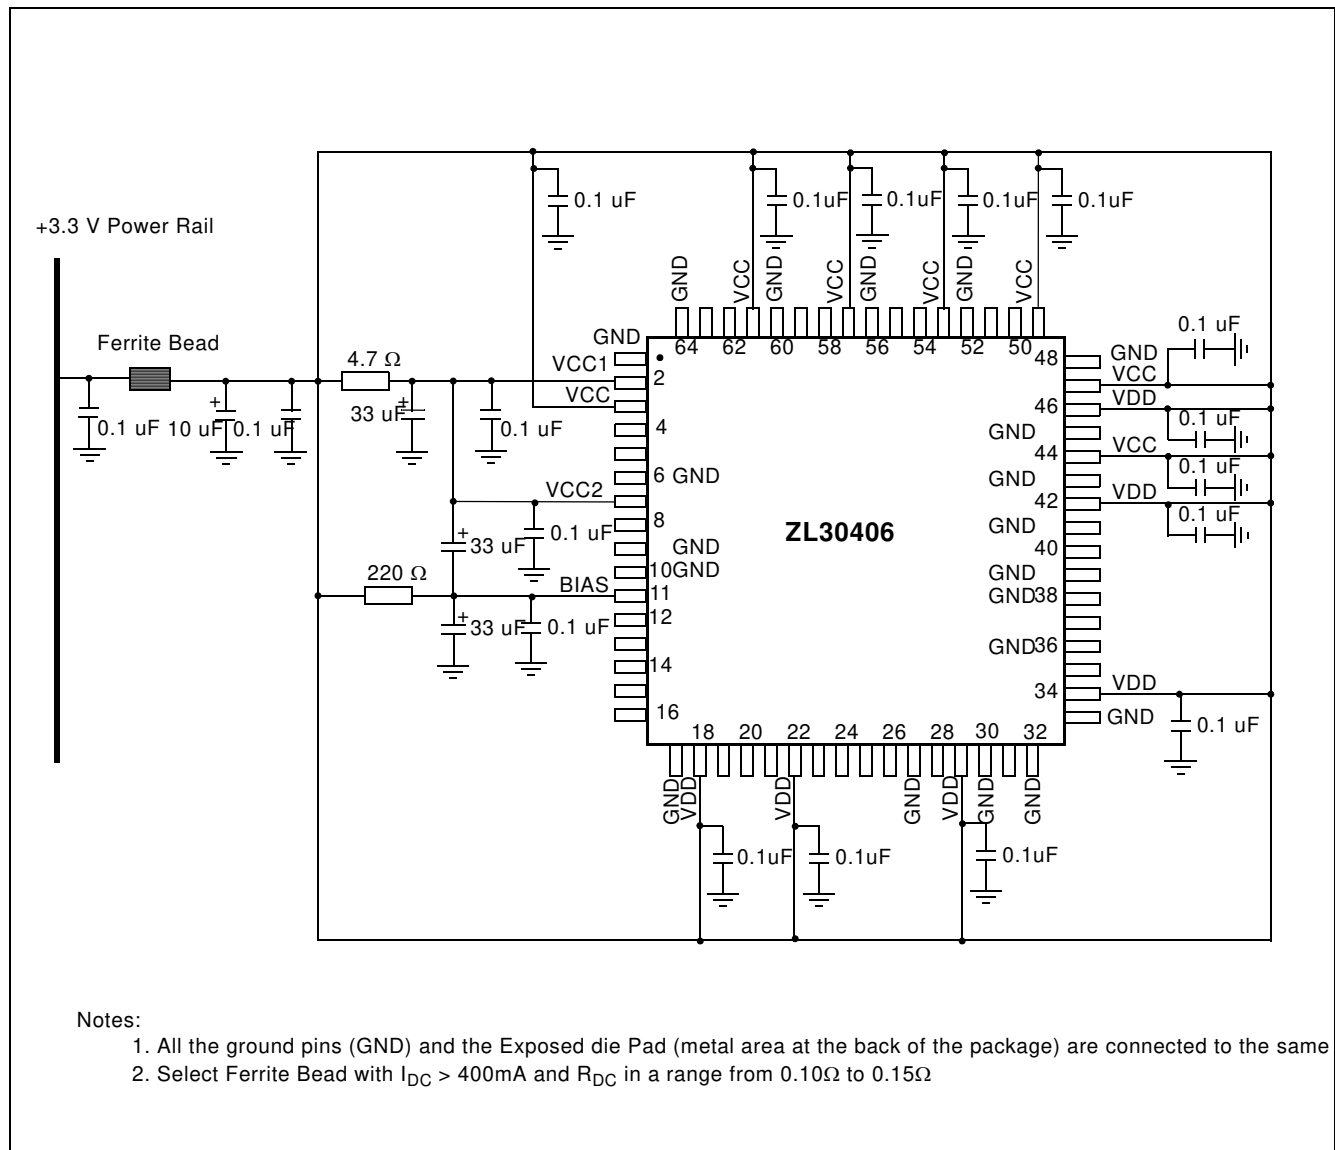 0.1 uF
0.1uF
0.1uF
0.1uF
0.1uF
+3.3 V Power Rail
GND
VCC
GND
VCC
GND
VCC
GND
VCC
Ferrite Bead
4.7 Ω
GND
VCC1
VCC
64
62
60
58
56
54
52
50
48
GND
VCC
0.1 uF
+
0.1 uF
10 uF
0.1 uF
+
33 uF
0.1 uF
2
4
6 GND
46
VDD
0.1 uF
GND
44
VCC
0.1 uF
GND
42
VDD
0.1 uF
GND
40
VCC2
8
0.1 uF
+
33 uF
GND
10GND
ZL30406
220 Ω
BIAS
11
12
+
33 uF
0.1 uF
14
16
GND
GND38
GND36
34
VDD
GND
0.1 uF
18
20
22
24
26
28
30
32
GND
VDD
VDD
GND
VDD
GND
GND
0.1uF
0.1uF
0.1uF
Notes:
1. All the ground pins (GND) and the Exposed die Pad (metal area at the back of the package) are connected to the same
2. Select Ferrite Bead with I_DC > 400mA and R_DC in a range from 0.10Ω to 0.15Ω